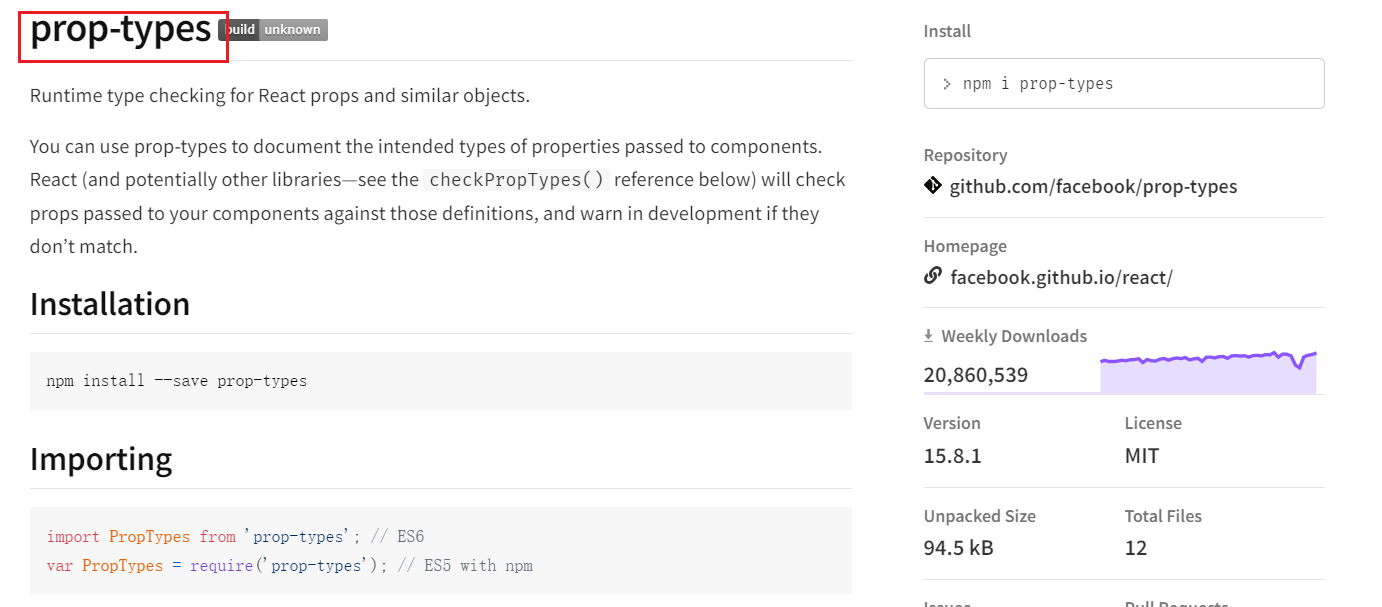 prop-types build unknown
Runtime type checking for React props and similar objects.
You can use prop-types to document the intended types of properties passed to components.
React (and potentially other libraries—see the checkPropTypes() reference below) will check
props passed to your components against those definitions, and warn in development if they
don’t match.
Installation
npm install --save prop-types
Importing
import PropTypes from 'prop-types'; // ES6
var PropTypes = require('prop-types'); // ES5 with npm
Install
> npm i prop-types
Repository
github.com/facebook/prop-types
Homepage
facebook.github.io/react/
Weekly Downloads
20,860,539
Version License
15.8.1 MIT
Unpacked Size Total Files
94.5 kB 12
Issues Pull Requests